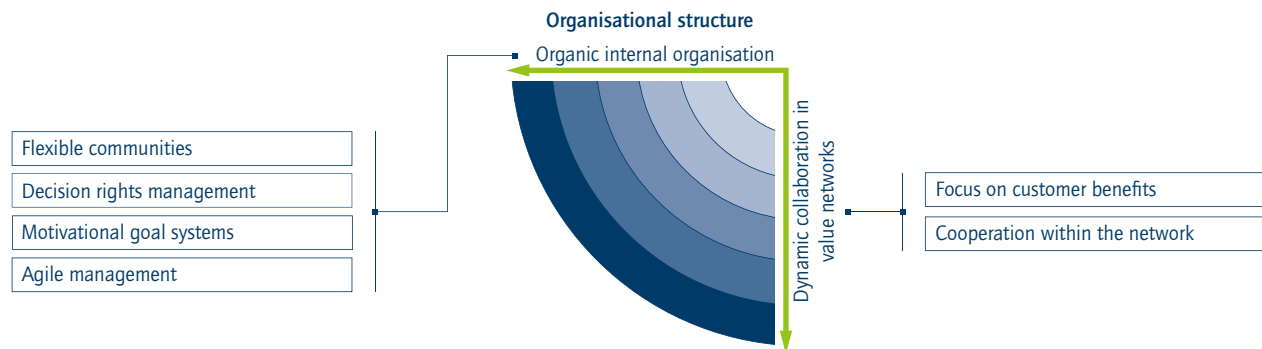 Organisational structure
Organic internal organisation
Flexible communities
Decision rights management
Motivational goal systems
Agile management
Dynamic collaboration in
value networks
Focus on customer benefits
Cooperation within the network